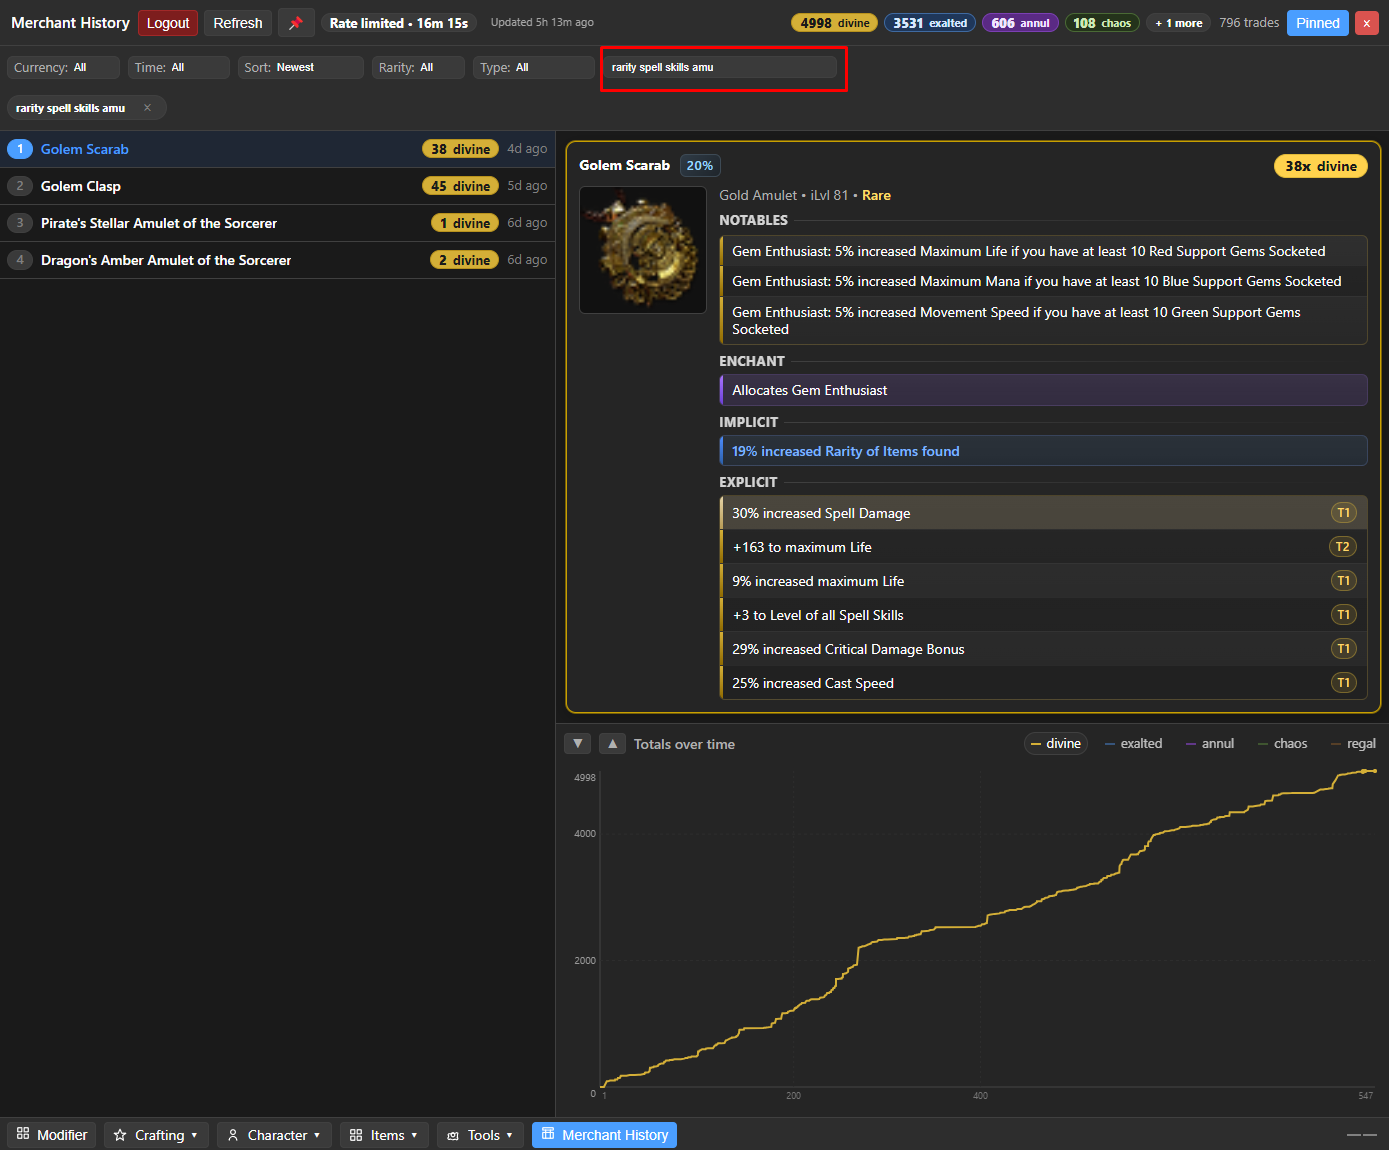 Merchant History Logout Refresh Rate limited • 16m 15s Updated 5h 13m ago 4998 divine 3531 exalted 606 annul 108 chaos + 1 more 796 trades Pinned x
Currency: All Time: All Sort: Newest Rarity: All Type: All rarity spell skills amu
rarity spell skills amu ×
1 Golem Scarab 38 divine 4d ago
2 Golem Clasp 45 divine 5d ago
3 Pirate's Stellar Amulet of the Sorcerer 1 divine 6d ago
4 Dragon's Amber Amulet of the Sorcerer 2 divine 6d ago
Golem Scarab 20% 38x divine
Gold Amulet • iLvl 81 • Rare
NOTABLES
Gem Enthusiast: 5% increased Maximum Life if you have at least 10 Red Support Gems Socketed
Gem Enthusiast: 5% increased Maximum Mana if you have at least 10 Blue Support Gems Socketed
Gem Enthusiast: 5% increased Movement Speed if you have at least 10 Green Support Gems
Socketed
ENCHANT
Allocates Gem Enthusiast
IMPLICIT
19% increased Rarity of Items found
EXPLICIT
30% increased Spell Damage T1
+163 to maximum Life T2
9% increased maximum Life T1
+3 to Level of all Spell Skills T1
29% increased Critical Damage Bonus T1
25% increased Cast Speed T1
▼ ▲ Totals over time divine exalted annul chaos regal
4998
4000
2000
0
1 200 400 547
Modifier Crafting ▼ Character ▼ Items ▼ Tools ▼ Merchant History